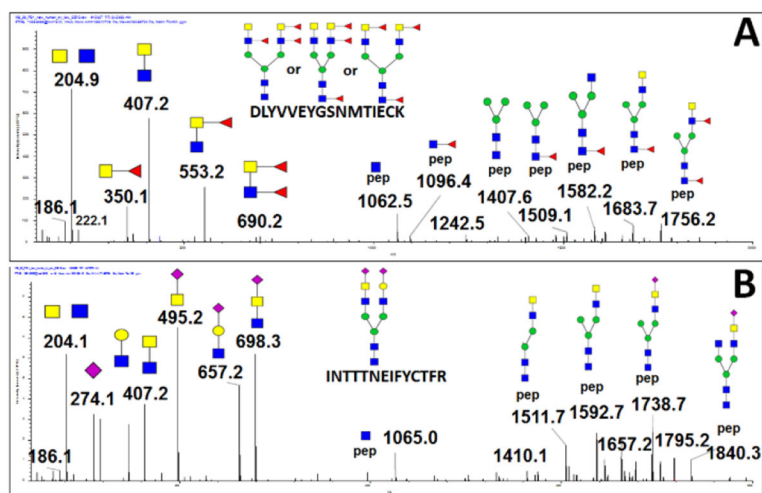 A
204.9
407.2
or
or
DLYVVEYGSNMTIECK
553.2
350.1
690.2
186.1
222.1
pep
pep
1062.5
1096.4
1242.5
pep
pep
pep
pep
pep
1407.6
1509.1
1582.2
1683.7
1756.2
B
204.1
495.2
698.3
274.1
407.2
657.2
186.1
INTTTNEIFYCTFR
pep
1065.0
pep
pep
pep
pep
1410.1
1511.7
1592.7
1657.2
1738.7
1795.2
1840.3